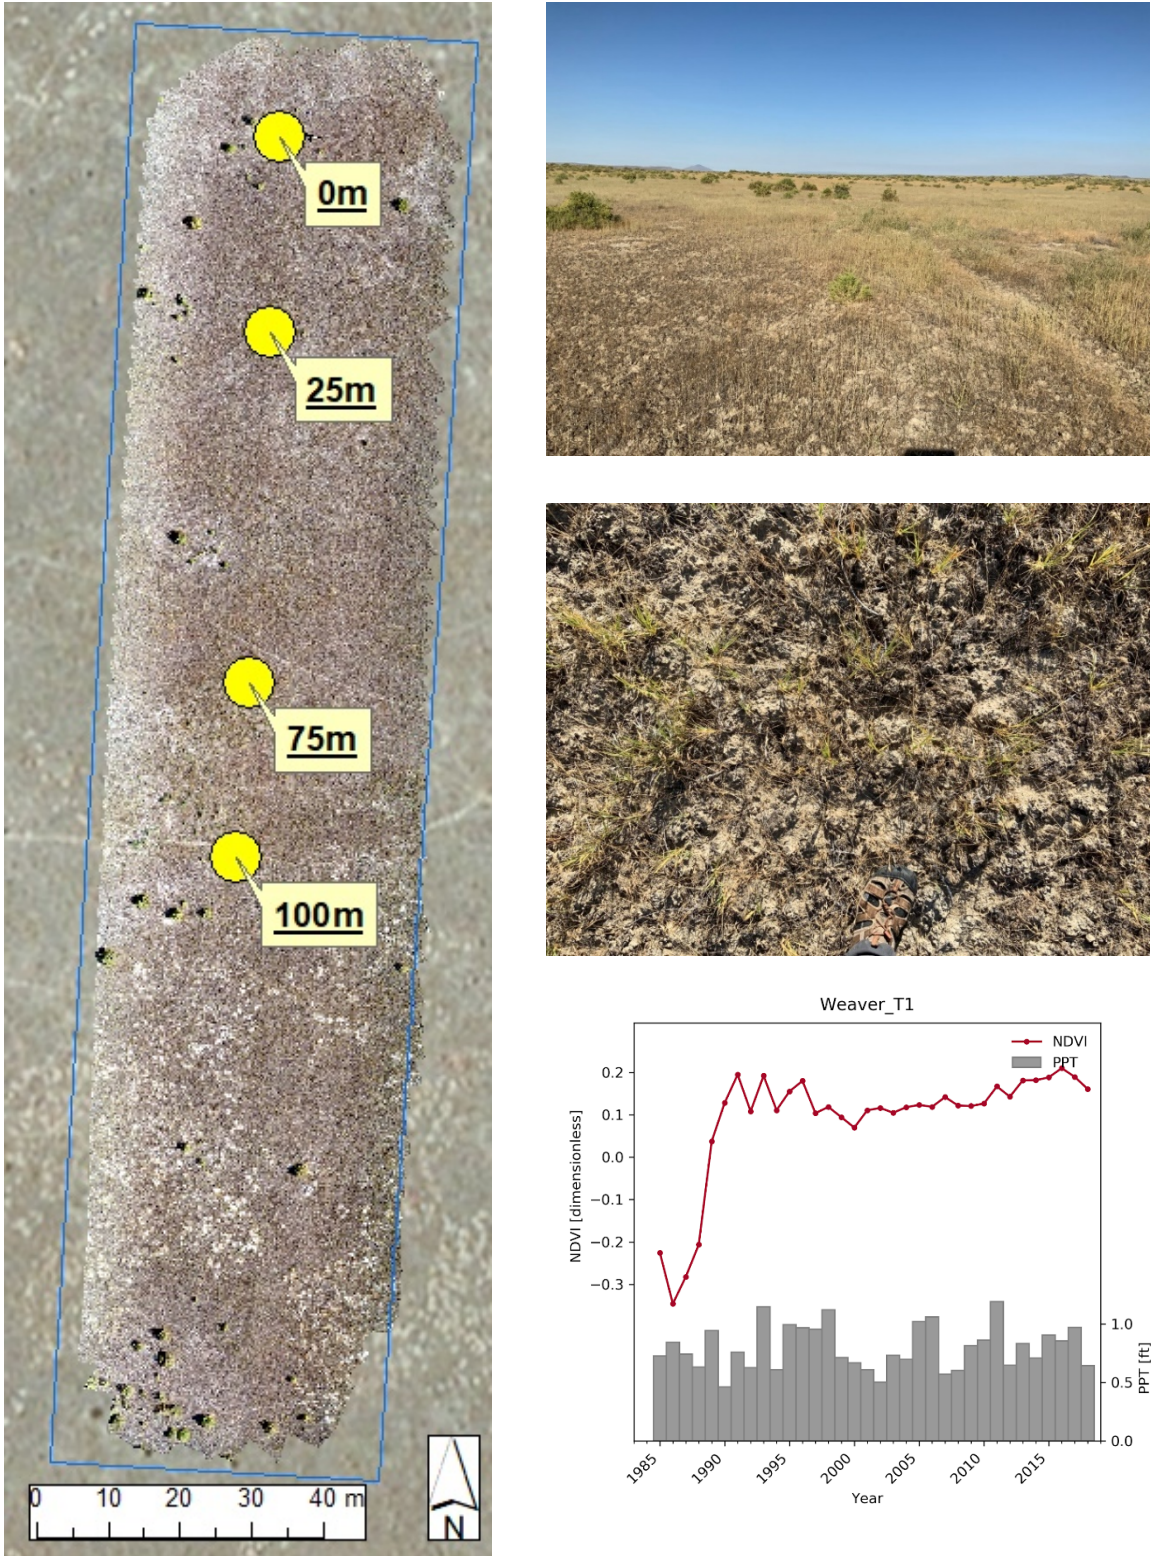 0m
25m
75m
100m
0 10 20 30 40 m
N
Weaver_T1
NDVI
PPT
NDVI [dimensionless]
0.2
0.1
0.0
−0.1
−0.2
−0.3
1.0
0.5
0.0
PPT [ft]
1985 1990 1995 2000 2005 2010 2015
Year